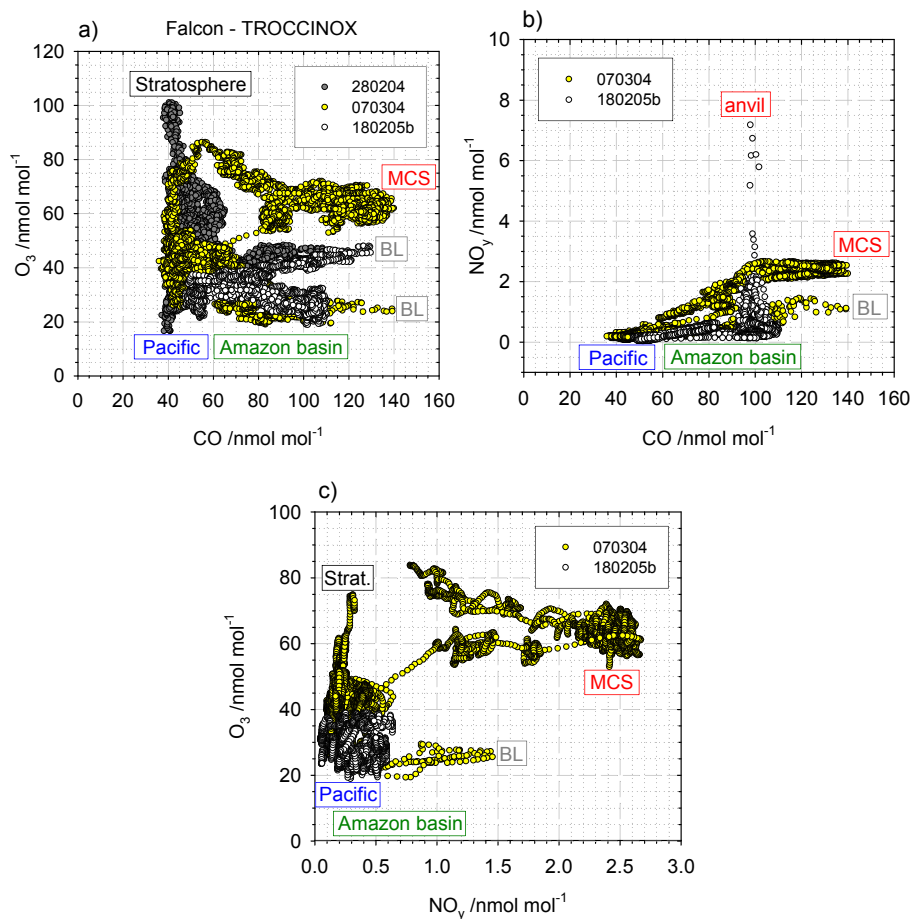 a)
Falcon - TROCCINOX
120
100
80
60
40
20
0
O₃ /nmol mol⁻¹
Stratosphere
280204
070304
180205b
MCS
BL
BL
Pacific
Amazon basin
0 20 40 60 80 100 120 140 160
CO /nmol mol⁻¹
b)
10
8
6
4
2
0
NOy /nmol mol⁻¹
070304
180205b
anvil
MCS
BL
Pacific
Amazon basin
0 20 40 60 80 100 120 140 160
CO /nmol mol⁻¹
c)
100
80
60
40
20
0
O₃ /nmol mol⁻¹
070304
180205b
Strat.
MCS
BL
Pacific
Amazon basin
0.0 0.5 1.0 1.5 2.0 2.5 3.0
NOy /nmol mol⁻¹